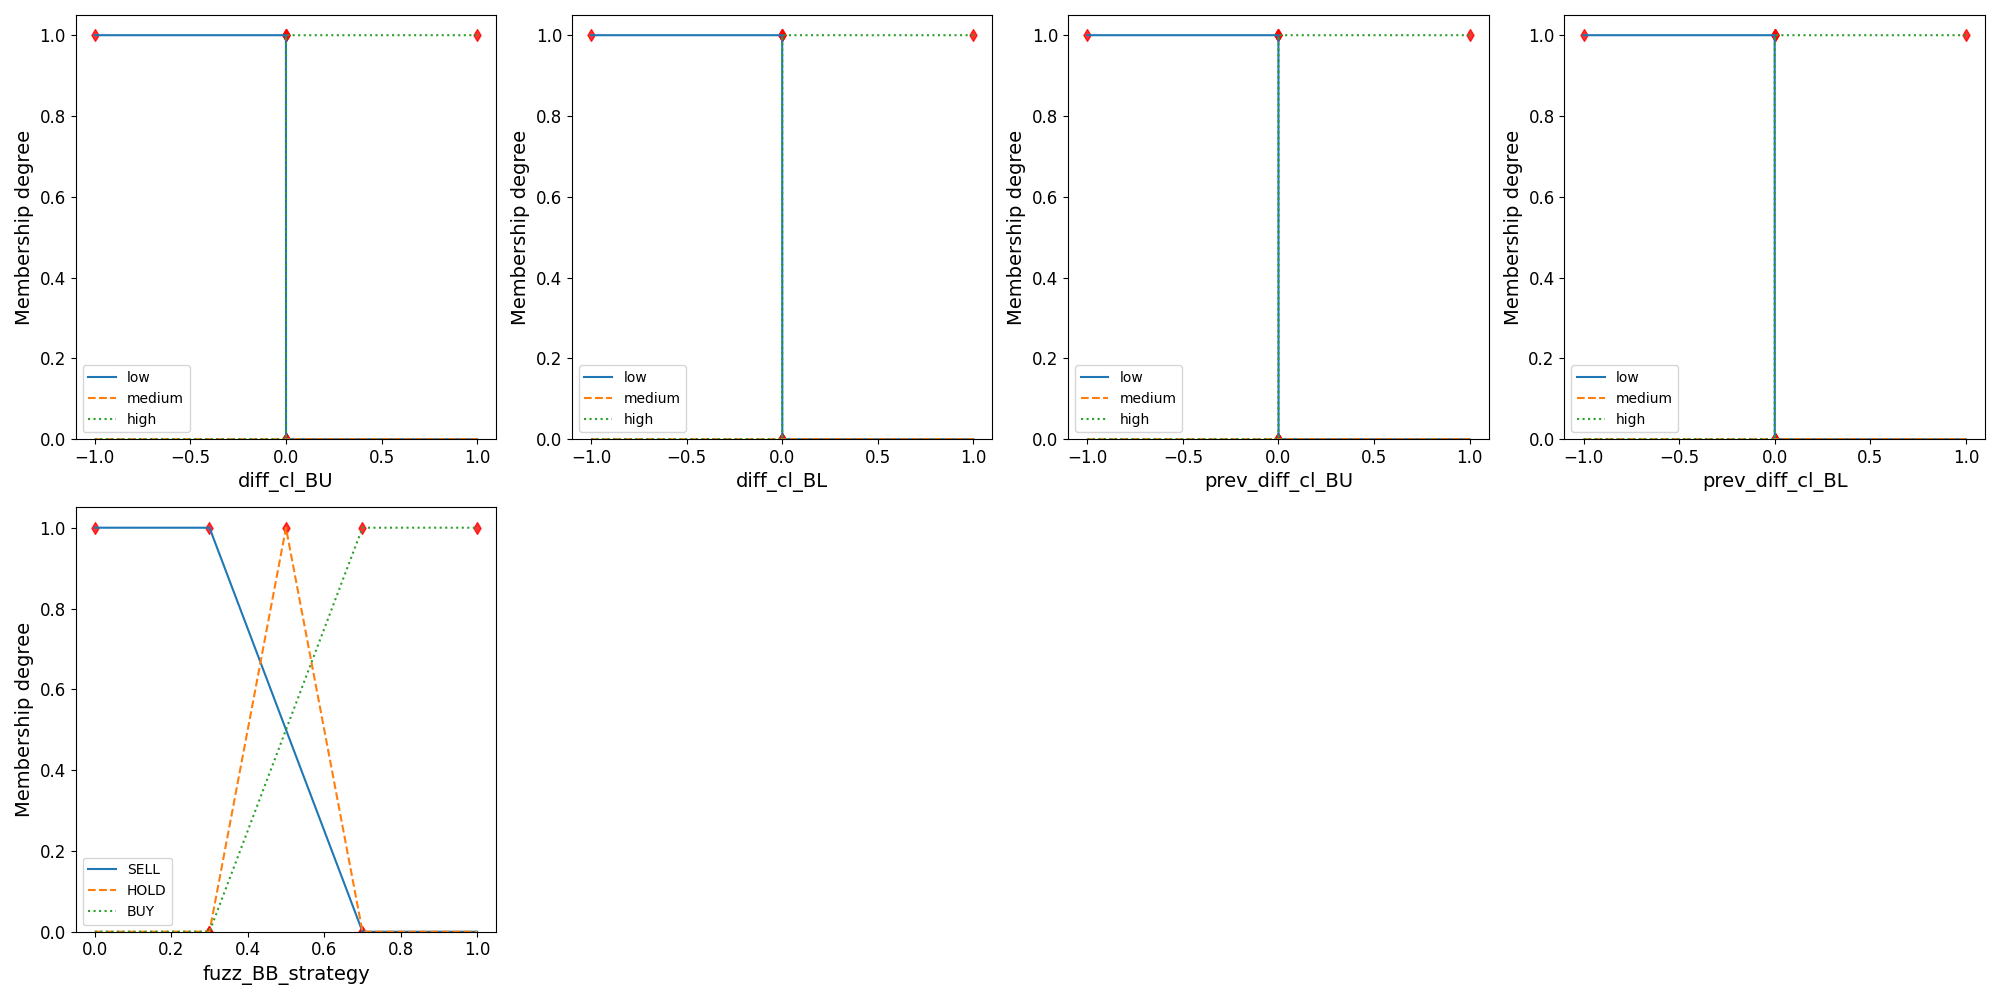 Membership degree
1.0
0.8
0.6
0.4
0.2
0.0
low
medium
high
−1.0 −0.5 0.0 0.5 1.0
diff_cl_BU
Membership degree
1.0
0.8
0.6
0.4
0.2
0.0
low
medium
high
−1.0 −0.5 0.0 0.5 1.0
diff_cl_BL
Membership degree
1.0
0.8
0.6
0.4
0.2
0.0
low
medium
high
−1.0 −0.5 0.0 0.5 1.0
prev_diff_cl_BU
Membership degree
1.0
0.8
0.6
0.4
0.2
0.0
low
medium
high
−1.0 −0.5 0.0 0.5 1.0
prev_diff_cl_BL
Membership degree
1.0
0.8
0.6
0.4
0.2
0.0
SELL
HOLD
BUY
0.0 0.2 0.4 0.6 0.8 1.0
fuzz_BB_strategy